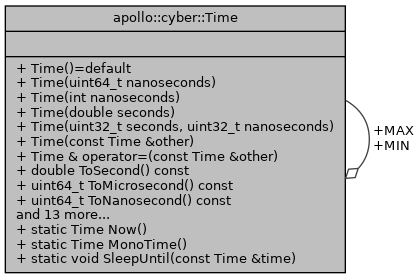 apollo::cyber::Time
+ Time()=default
+ Time(uint64_t nanoseconds)
+ Time(int nanoseconds)
+ Time(double seconds)
+ Time(uint32_t seconds, uint32_t nanoseconds)
+ Time(const Time &other)
+ Time & operator=(const Time &other)
+ double ToSecond() const
+ uint64_t ToMicrosecond() const
+ uint64_t ToNanosecond() const
and 13 more...
+ static Time Now()
+ static Time MonoTime()
+ static void SleepUntil(const Time &time)
+MAX
+MIN